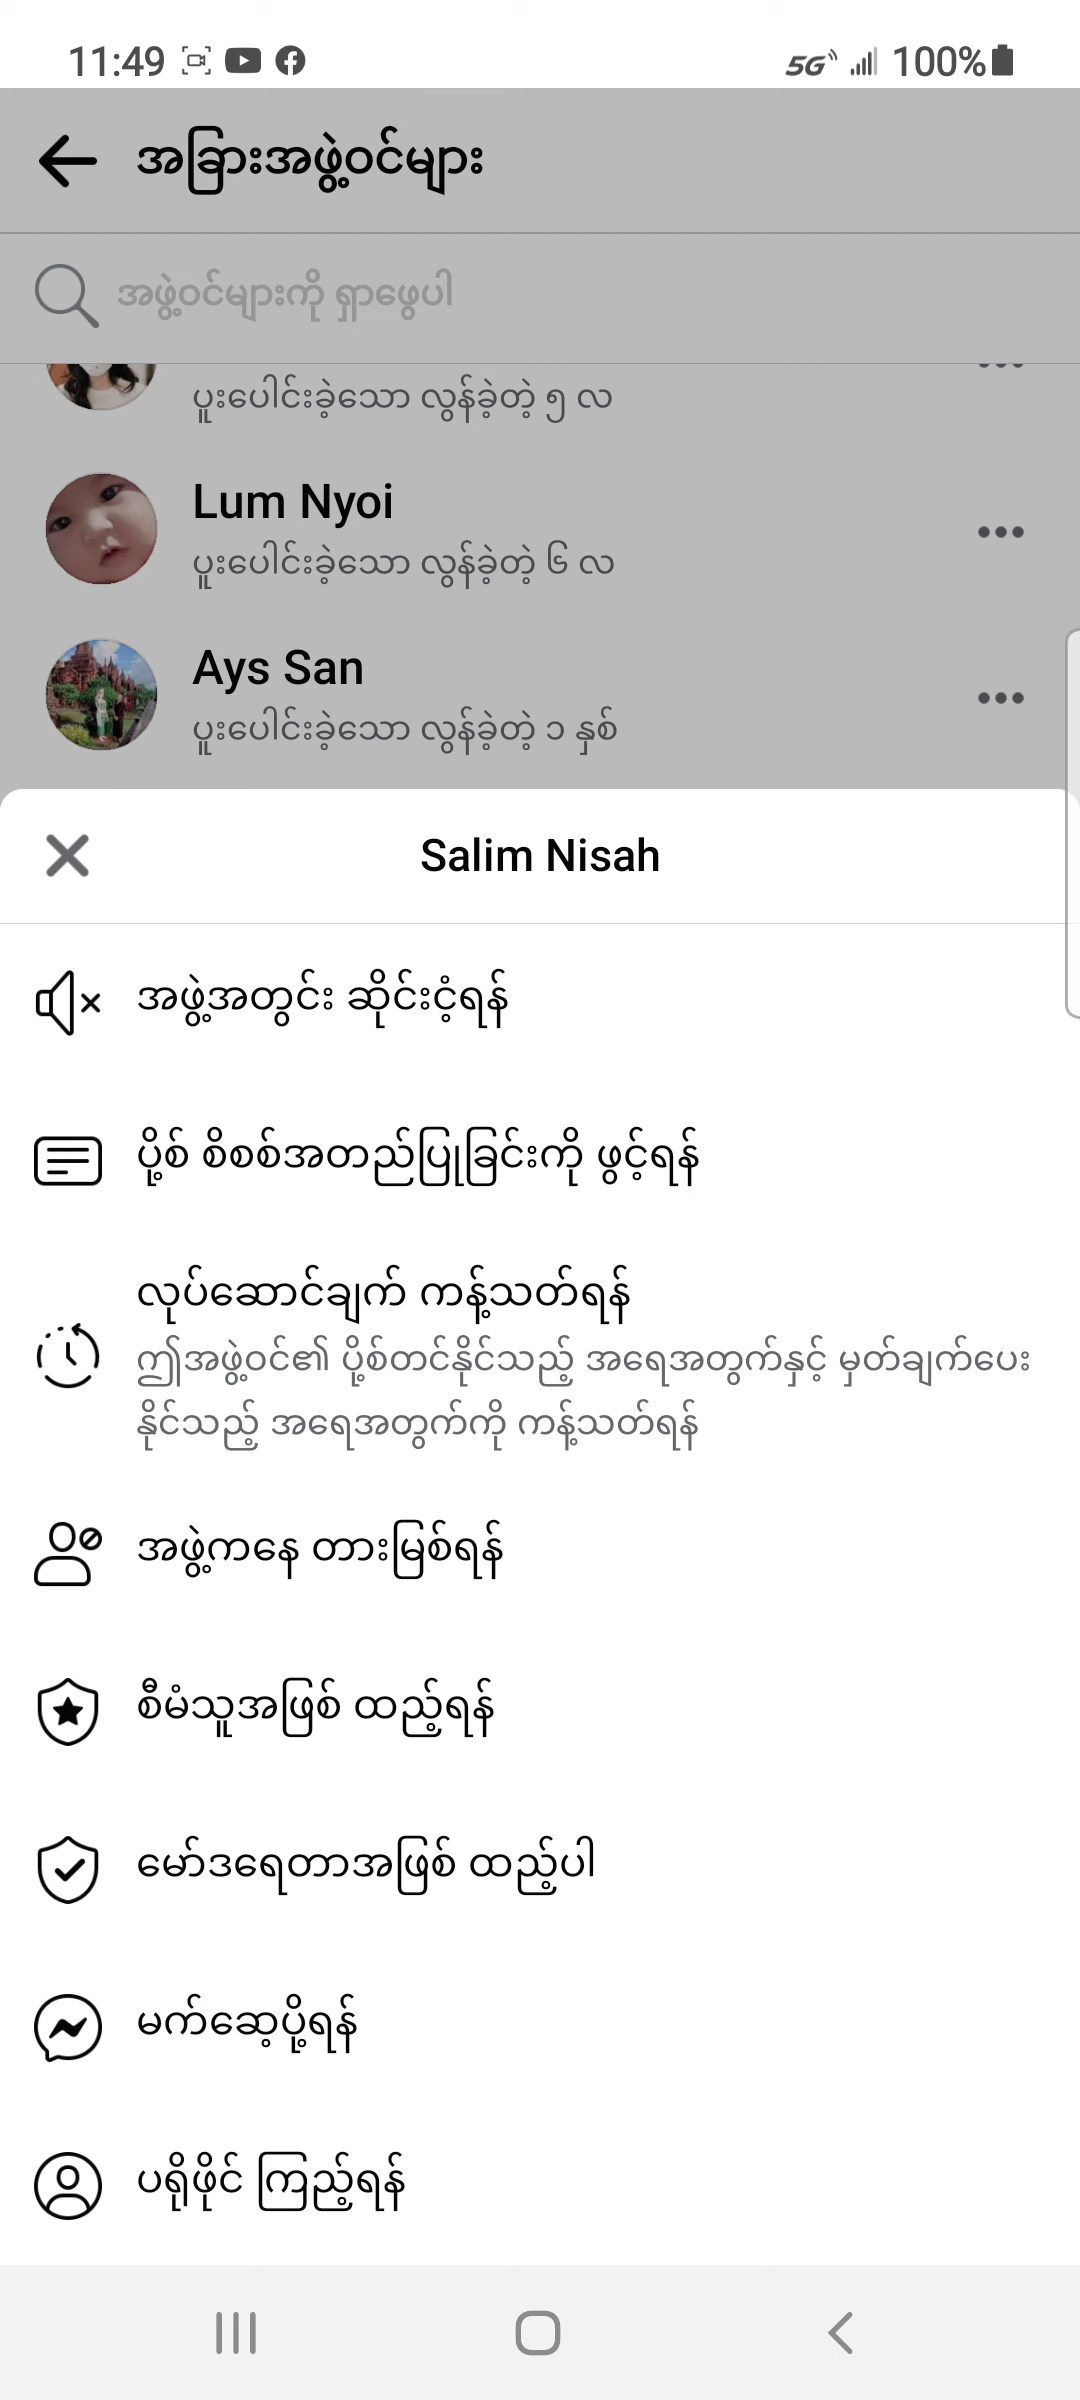 11:49 5G 100%
အခြားအဖွဲ့ဝင်များ
အဖွဲ့ဝင်များကို ရှာဖွေပါ
ပူးပေါင်းခဲ့သော လွန်ခဲ့တဲ့ ၅ လ
Lum Nyoi
ပူးပေါင်းခဲ့သော လွန်ခဲ့တဲ့ ၆ လ
Ays San
ပူးပေါင်းခဲ့သော လွန်ခဲ့တဲ့ ၁ နှစ်
Salim Nisah
အဖွဲ့အတွင်း ဆိုင်းငံ့ရန်
ပို့စ် စိစစ်အတည်ပြုခြင်းကို ဖွင့်ရန်
လုပ်ဆောင်ချက် ကန့်သတ်ရန်
ဤအဖွဲ့ဝင်၏ ပို့စ်တင်နိုင်သည့် အရေအတွက်နှင့် မှတ်ချက်ပေး
နိုင်သည့် အရေအတွက်ကို ကန့်သတ်ရန်
အဖွဲ့ကနေ တားမြစ်ရန်
စီမံသူအဖြစ် ထည့်ရန်
မော်ဒရေတာအဖြစ် ထည့်ပါ
မက်ဆေ့ပို့ရန်
ပရိုဖိုင် ကြည့်ရန်